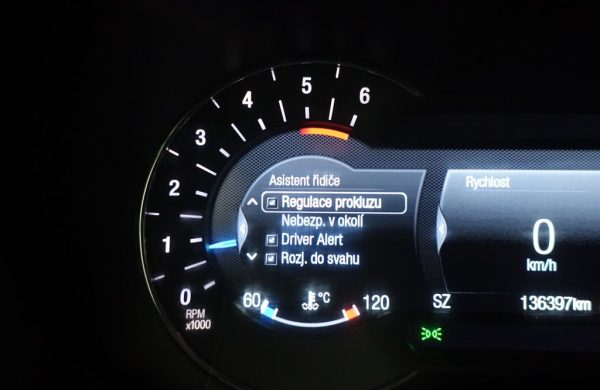 6
5
4
3
2
1
0
RPM
x1000
Asistent řidiče
Regulace prokluzu
Nebezp. v okolí
Driver Alert
Rozj. do svahu
60
°C
120
Rychlost
0
km/h
SZ
136397km